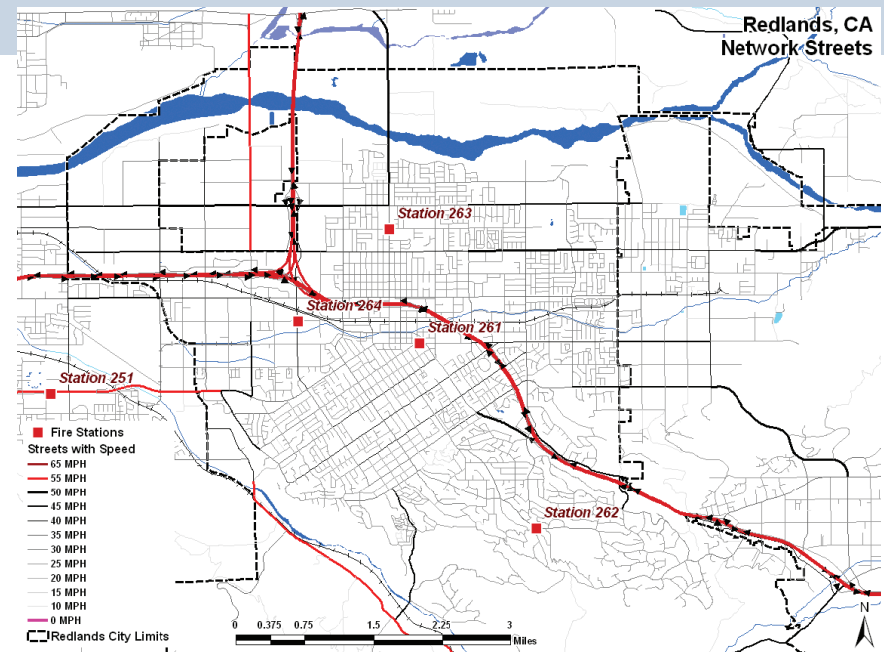 Redlands, CA
Network Streets
Station 263
Station 264
Station 261
Station 251
Station 262
Fire Stations
Streets with Speed
65 MPH
55 MPH
50 MPH
45 MPH
40 MPH
35 MPH
30 MPH
25 MPH
20 MPH
15 MPH
10 MPH
0 MPH
Redlands City Limits
0 0.375 0.75 1.5 2.25 3
Miles
N